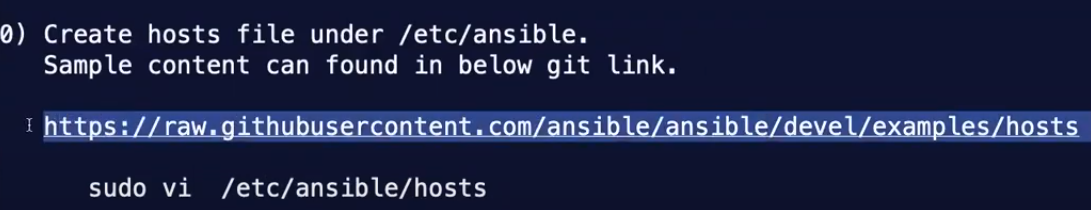 0) Create hosts file under /etc/ansible.
Sample content can found in below git link.
https://raw.githubusercontent.com/ansible/ansible/devel/examples/hosts
sudo vi  /etc/ansible/hosts